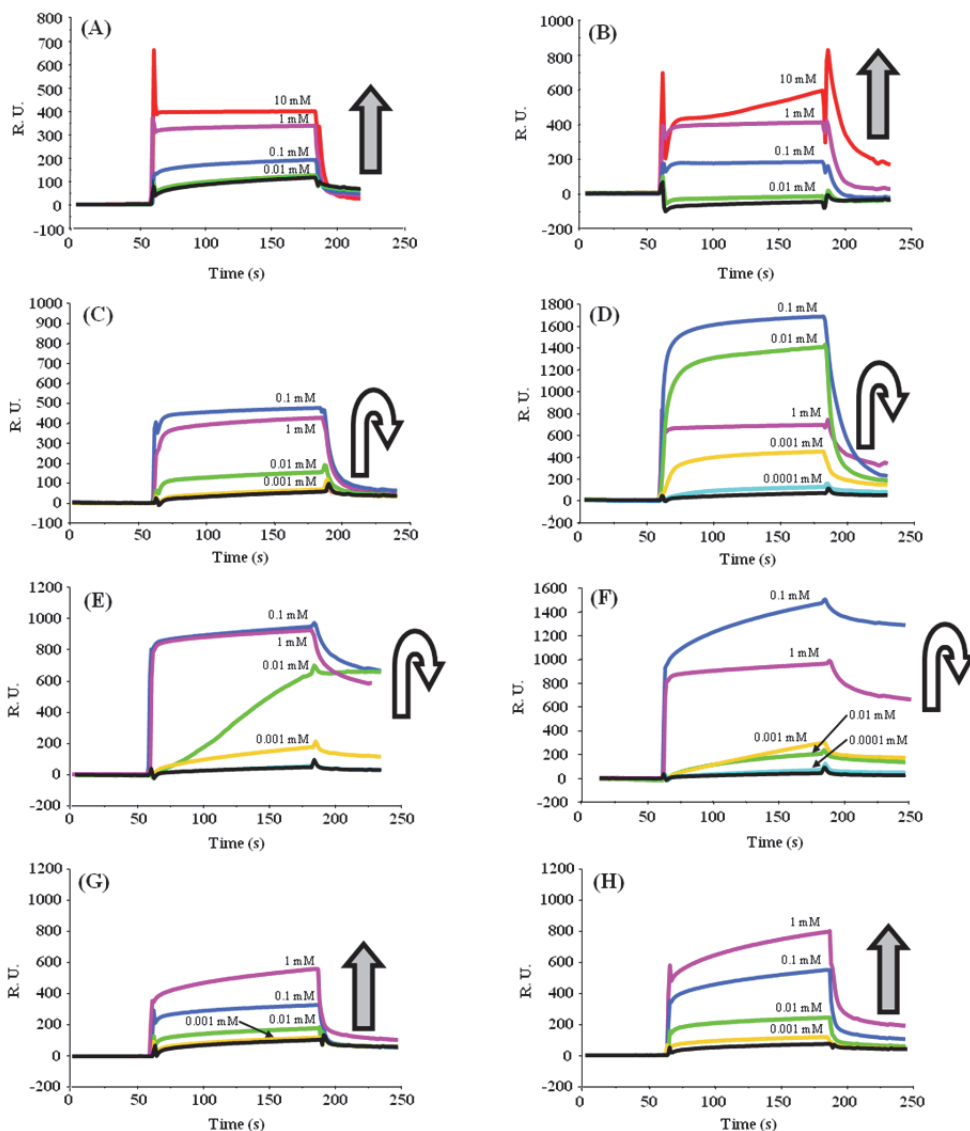 (A)
R. U.
800
700
600
500
400
300
200
100
0
-100
10 mM
1 mM
0.1 mM
0.01 mM
0 50 100 150 200 250
Time (s)
(B)
R. U.
1000
800
600
400
200
0
-200
10 mM
1 mM
0.1 mM
0.01 mM
0 50 100 150 200 250
Time (s)
(C)
R. U.
1000
900
800
700
600
500
400
300
200
100
0
-100
0.1 mM
1 mM
0.01 mM
0.001 mM
0 50 100 150 200 250
Time (s)
(D)
R. U.
1800
1600
1400
1200
1000
800
600
400
200
0
-200
0.1 mM
0.01 mM
1 mM
0.001 mM
0.0001 mM
0 50 100 150 200 250
Time (s)
(E)
R. U.
1200
1000
800
600
400
200
0
-200
0.1 mM
1 mM
0.01 mM
0.001 mM
0 50 100 150 200 250
Time (s)
(F)
R. U.
1600
1400
1200
1000
800
600
400
200
0
-200
0.1 mM
1 mM
0.01 mM
0.001 mM
0.0001 mM
0 50 100 150 200 250
Time (s)
(G)
R. U.
1200
1000
800
600
400
200
0
-200
1 mM
0.1 mM
0.001 mM
0.01 mM
0 50 100 150 200 250
Time (s)
(H)
R. U.
1200
1000
800
600
400
200
0
-200
1 mM
0.1 mM
0.01 mM
0.001 mM
0 50 100 150 200 250
Time (s)